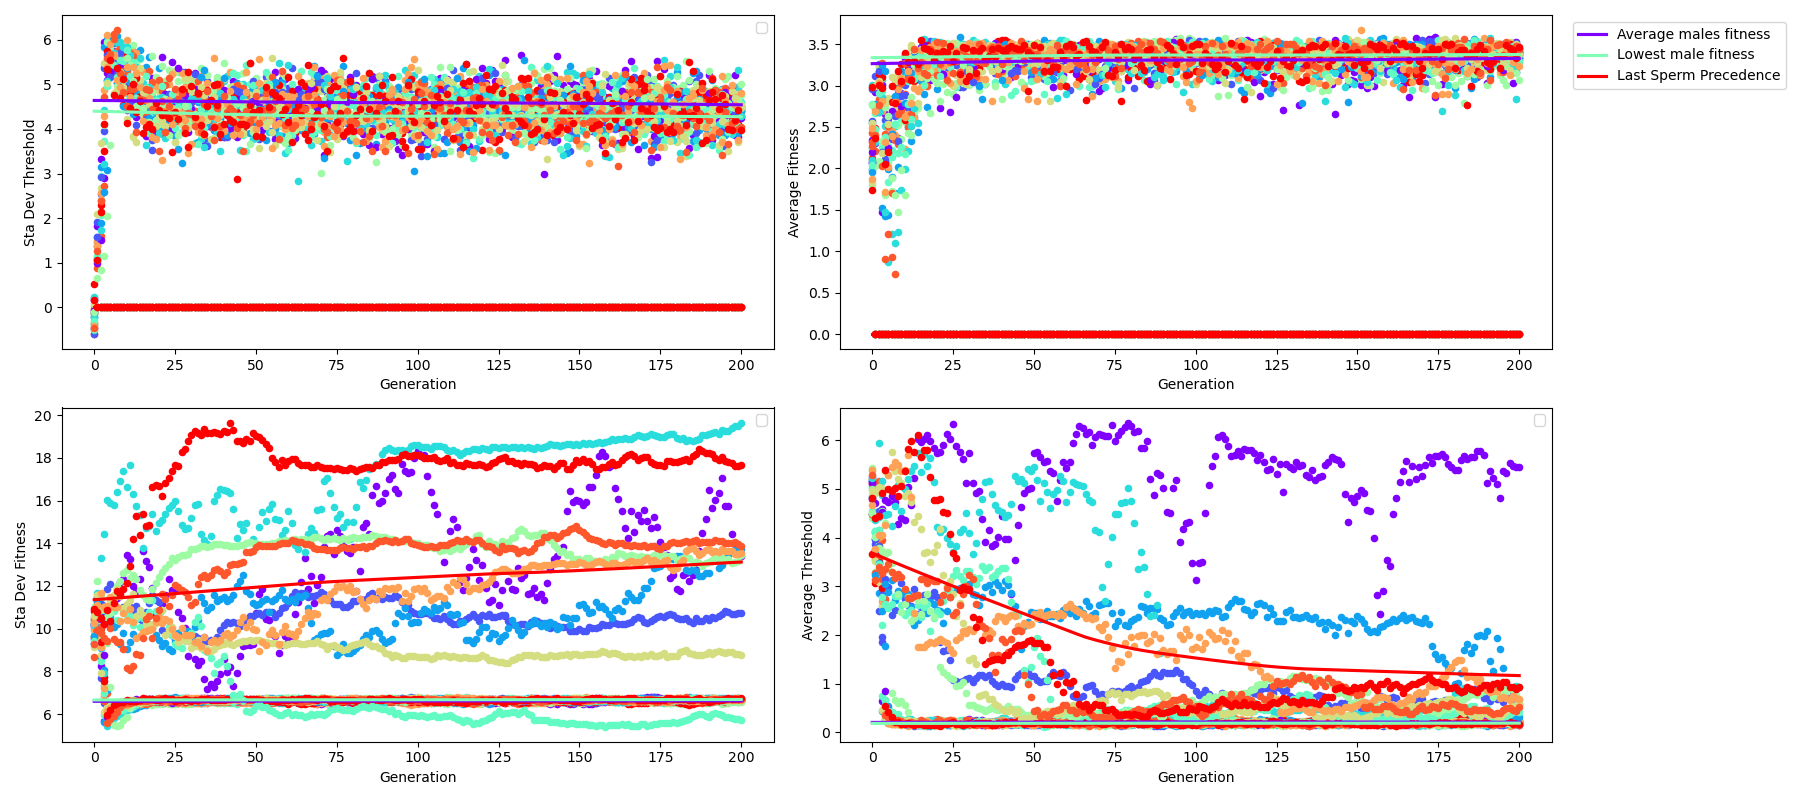 Sta Dev Threshold
6
5
4
3
2
1
0
0 25 50 75 100 125 150 175 200
Generation
Average Fitness
3.5
3.0
2.5
2.0
1.5
1.0
0.5
0.0
0 25 50 75 100 125 150 175 200
Generation
Average males fitness
Lowest male fitness
Last Sperm Precedence
Sta Dev Fitness
20
18
16
14
12
10
8
6
0 25 50 75 100 125 150 175 200
Generation
Average Threshold
6
5
4
3
2
1
0
0 25 50 75 100 125 150 175 200
Generation